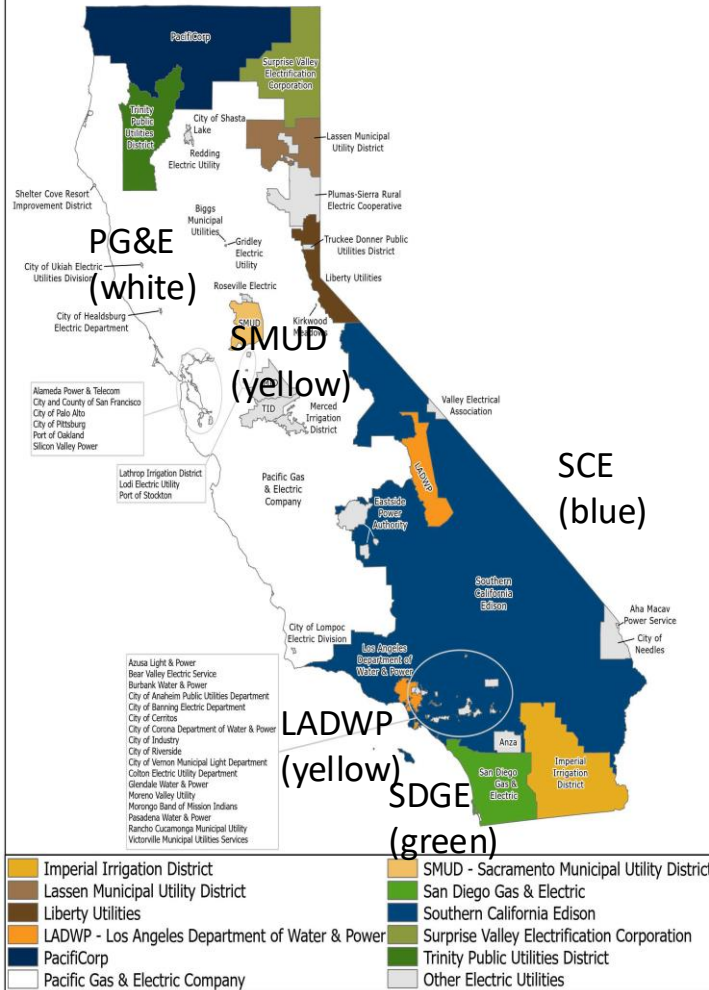 PacifiCorp
Surprise Valley
Electrification
Corporation
Trinity
Public
Utilities
District
City of Shasta
Lake
Redding
Electric Utility
Lassen Municipal
Utility District
Shelter Cove Resort
Improvement District
Plumas-Sierra Rural
Electric Cooperative
Biggs
Municipal
Utilities
Gridley
Electric
Utility
Truckee Donner Public
Utilities District
PG&E
(white)
City of Ukiah Electric
Utilities Division
Liberty Utilities
Roseville Electric
City of Healdsburg
Electric Department
SMUD
Kirkwood
Meadows
SMUD
(yellow)
Alameda Power & Telecom
City and County of San Francisco
City of Palo Alto
City of Pittsburg
Port of Oakland
Silicon Valley Power
TID
Merced
Irrigation
District
Valley Electrical
Association
Lathrop Irrigation District
Lodi Electric Utility
Port of Stockton
LADWP
SCE
(blue)
Pacific Gas
& Electric
Company
Eastside
Power
Authority
Southern
California
Edison
Aha Macav
Power Service
City of
Needles
City of Lompoc
Electric Division
Los Angeles
Department of
Water & Power
Azusa Light & Power
Bear Valley Electric Service
Burbank Water & Power
City of Anaheim Public Utilities Department
City of Banning Electric Department
City of Cerritos
City of Corona Department of Water & Power
City of Industry
City of Riverside
City of Vernon Municipal Light Department
Colton Electric Utility Department
Glendale Water & Power
Moreno Valley Utility
Morongo Band of Mission Indians
Pasadena Water & Power
Rancho Cucamonga Municipal Utility
Victorville Municipal Utilities Services
LADWP
(yellow)
Anza
San Diego
Gas &
Electric
Imperial
Irrigation
District
SDGE
(green)
Imperial Irrigation District
Lassen Municipal Utility District
Liberty Utilities
LADWP - Los Angeles Department of Water & Power
PacifiCorp
Pacific Gas & Electric Company
SMUD - Sacramento Municipal Utility District
San Diego Gas & Electric
Southern California Edison
Surprise Valley Electrification Corporation
Trinity Public Utilities District
Other Electric Utilities